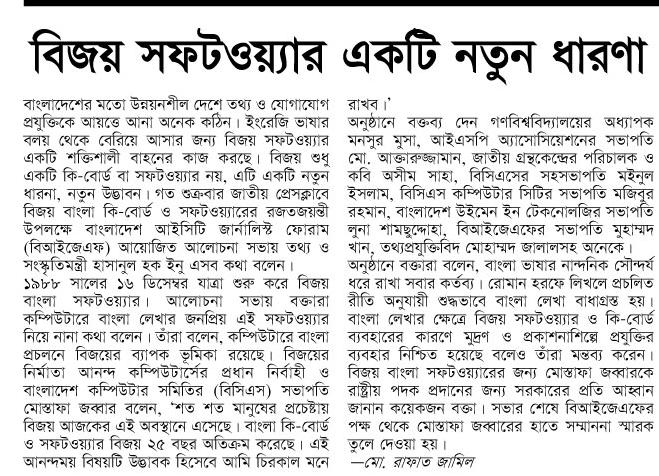 বিজয় সফটওয়্যার একটি নতুন ধারণা
বাংলাদেশের মতো উন্নয়নশীল দেশে তথ্য ও যোগাযোগ
প্রযুক্তিকে আয়ত্তে আনা অনেক কঠিন। ইংরেজি ভাষার
বলয় থেকে বেরিয়ে আসার জন্য বিজয় সফটওয়্যার
একটি শক্তিশালী বাহনের কাজ করছে। বিজয় শুধু
একটি কি-বোর্ড বা সফটওয়্যার নয়, এটি একটি নতুন
ধারনা, নতুন উদ্ভাবন। গত শুক্রবার জাতীয় প্রেসক্লাবে
বিজয় বাংলা কি-বোর্ড ও সফটওয়্যারের রজতজয়ন্তী
উপলক্ষে বাংলাদেশ আইসিটি জার্নালিস্ট ফোরাম
(বিআইজেএফ) আয়োজিত আলোচনা সভায় তথ্য ও
সংস্কৃতিমন্ত্রী হাসানুল হক ইনু এসব কথা বলেন।
১৯৮৮ সালের ১৬ ডিসেম্বর যাত্রা শুরু করে বিজয়
বাংলা সফটওয়্যার। আলোচনা সভায় বক্তারা
কম্পিউটারে বাংলা লেখার জনপ্রিয় এই সফটওয়্যার
নিয়ে নানা কথা বলেন। তাঁরা বলেন, কম্পিউটারে বাংলা
প্রচলনে বিজয়ের ব্যাপক ভূমিকা রয়েছে। বিজয়ের
নির্মাতা আনন্দ কম্পিউটার্সের প্রধান নির্বাহী ও
বাংলাদেশ কম্পিউটার সমিতির (বিসিএস) সভাপতি
মোস্তাফা জব্বার বলেন, ‘শত শত মানুষের প্রচেষ্টায়
বিজয় আজকের এই অবস্থানে এসেছে। বাংলা কি-বোর্ড
ও সফটওয়্যার বিজয় ২৫ বছর অতিক্রম করেছে। এই
আনন্দময় বিষয়টি উদ্ভাবক হিসেবে আমি চিরকাল মনে
রাখব।’
অনুষ্ঠানে বক্তব্য দেন গণবিশ্ববিদ্যালয়ের অধ্যাপক
মনসুর মুসা, আইএসপি অ্যাসোসিয়েশনের সভাপতি
মো. আক্তারুজ্জামান, জাতীয় গ্রন্থকেন্দ্রের পরিচালক ও
কবি অসীম সাহা, বিসিএসের সহসভাপতি মইনুল
ইসলাম, বিসিএস কম্পিউটার সিটির সভাপতি মজিবুর
রহমান, বাংলাদেশ উইমেন ইন টেকনোলজির সভাপতি
লুনা শামছুদ্দোহা, বিআইজেএফের সভাপতি মুহাম্মদ
খান, তথ্যপ্রযুক্তিবিদ মোহাম্মদ জালালসহ অনেকে।
অনুষ্ঠানে বক্তারা বলেন, বাংলা ভাষার নান্দনিক সৌন্দর্য
ধরে রাখা সবার কর্তব্য। রোমান হরফে লিখলে প্রচলিত
রীতি অনুযায়ী শুদ্ধভাবে বাংলা লেখা বাধাগ্রস্ত হয়।
বাংলা লেখার ক্ষেত্রে বিজয় সফটওয়্যার ও কি-বোর্ড
ব্যবহারের কারণে মুদ্রণ ও প্রকাশনাশিল্পে প্রযুক্তির
ব্যবহার নিশ্চিত হয়েছে বলেও তাঁরা মন্তব্য করেন।
বিজয় বাংলা সফটওয়্যারের জন্য মোস্তাফা জব্বারকে
রাষ্ট্রীয় পদক প্রদানের জন্য সরকারের প্রতি আহ্বান
জানান কয়েকজন বক্তা। সভার শেষে বিআইজেএফের
পক্ষ থেকে মোস্তাফা জব্বারের হাতে সম্মাননা স্মারক
তুলে দেওয়া হয়।
—মো. রাফাত জামিল